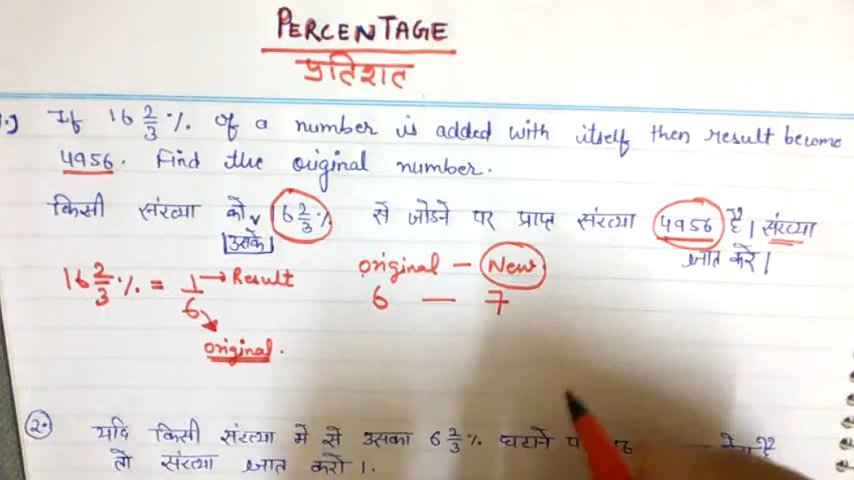 PERCENTAGE
प्रतिशत
1.) If 16 2/3 % of a number is added with itself then result become
4956. Find the original number.
किसी संख्या को 16 2/3 % से जोडने पर प्राप्त संख्या 4956 है। संख्या
उसके
ज्ञात करे।
16 2/3 % = 1/6 → Result
original.
original — New
6 — 7
2. यदि किसी संख्या में से उसका 6 2/3 % घटाने
तो संख्या ज्ञात करो।